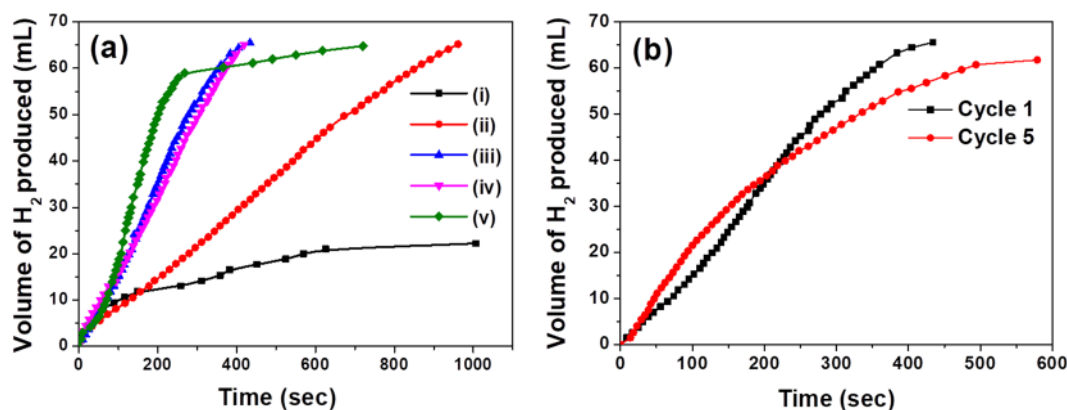 (a)
Volume of H2 produced (mL)
70
60
50
40
30
20
10
0
(i)
(ii)
(iii)
(iv)
(v)
0 200 400 600 800 1000
Time (sec)
(b)
Volume of H2 produced (mL)
70
60
50
40
30
20
10
0
Cycle 1
Cycle 5
0 100 200 300 400 500 600
Time (sec)